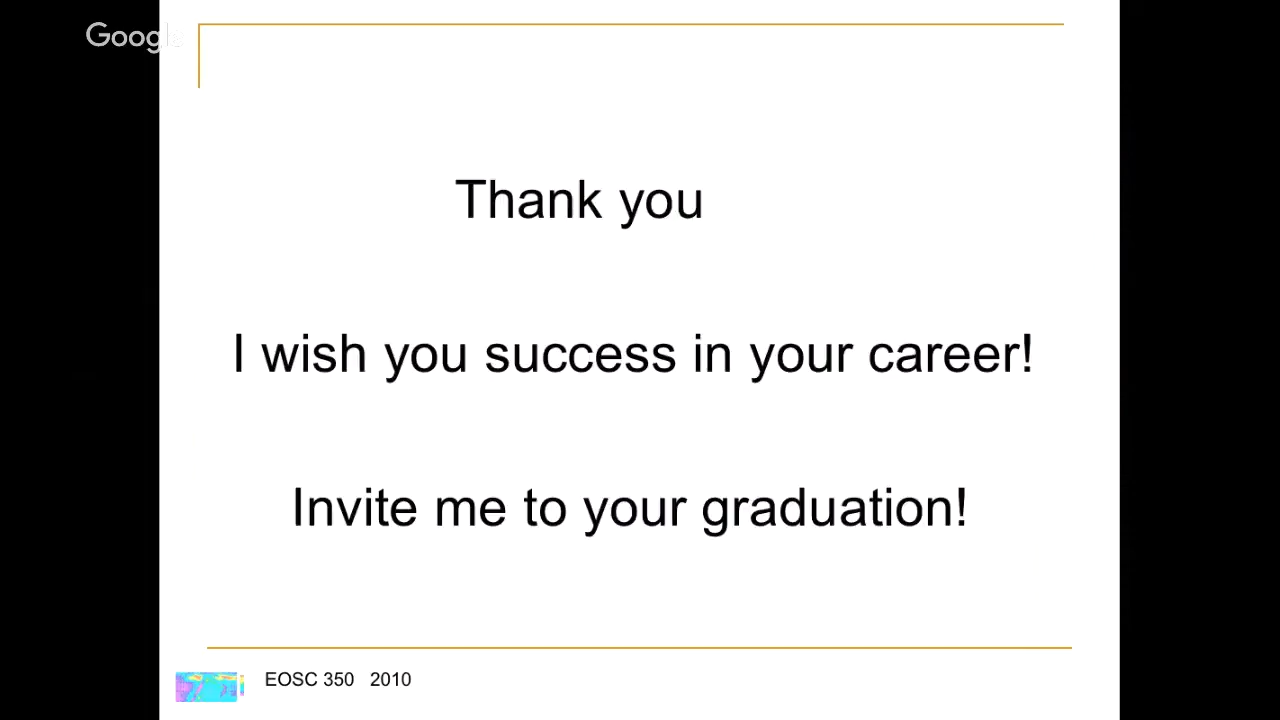 Google
Thank you
I wish you success in your career!
Invite me to your graduation!
EOSC 350 2010